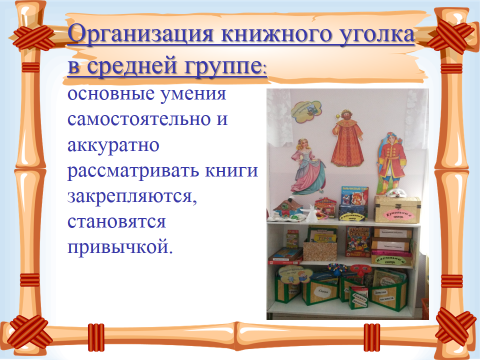 Организация книжного уголка
в средней группе:
основные умения
самостоятельно и
аккуратно
рассматривать книги
закрепляются,
становятся
привычкой.